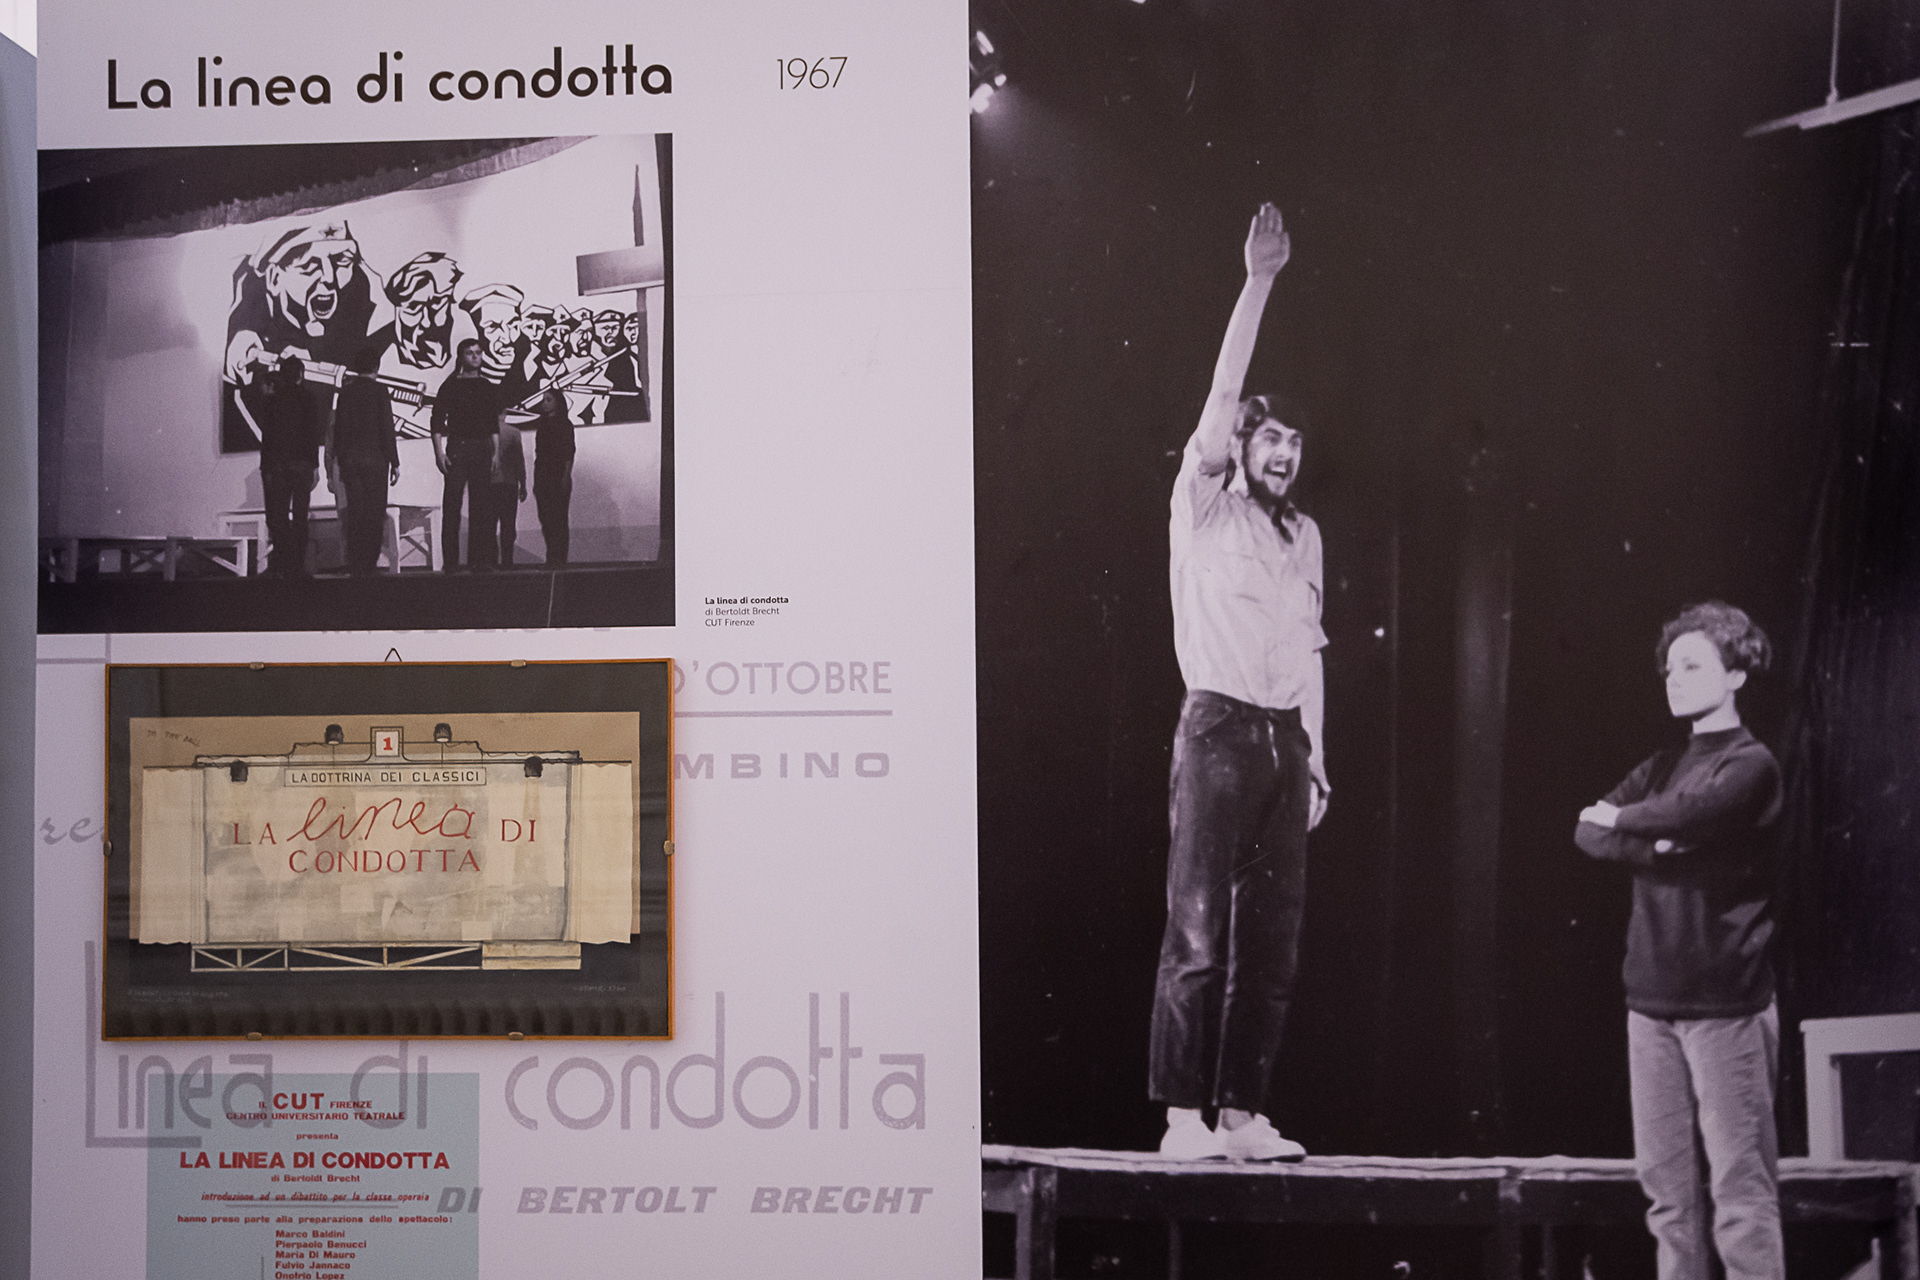 La linea di condotta
1967
La linea di condotta
di Bertoldt Brecht
CUT Firenze
D'OTTOBRE
MBINO
re
1
LA DOTTRINA DEI CLASSICI
LA linea DI
CONDOTTA
Linea di condotta
DI BERTOLT BRECHT
IL CUT FIRENZE
CENTRO UNIVERSITARIO TEATRALE
presenta
LA LINEA DI CONDOTTA
di Bertoldt Brecht
introduzione ad un dibattito per la classe operaia
hanno preso parte alla preparazione dello spettacolo:
Marco Baldini
Pierpaolo Benucci
Maria Di Mauro
Fulvio Jannaco
Onofrio Lopez